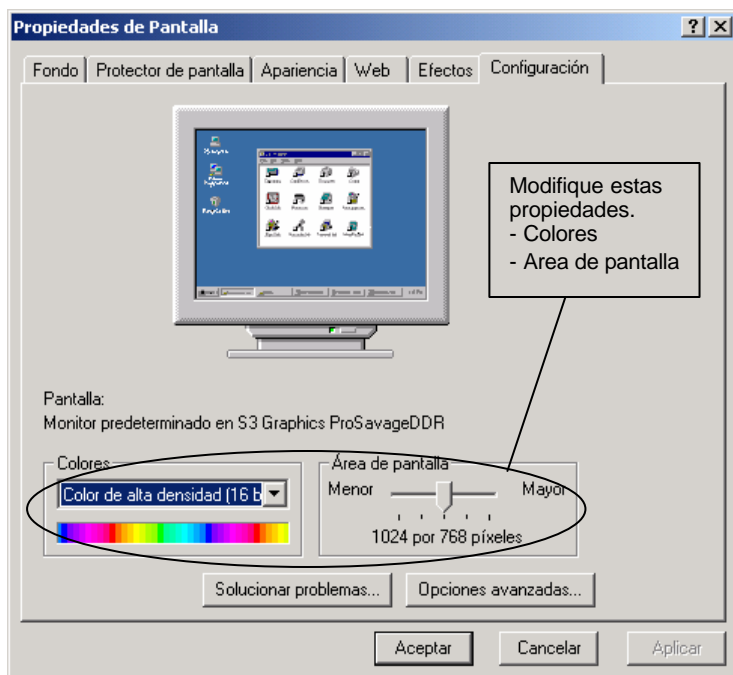 Propiedades de Pantalla
Fondo Protector de pantalla Apariencia Web Efectos Configuración
Modifique estas
propiedades.
- Colores
- Area de pantalla
Pantalla:
Monitor predeterminado en S3 Graphics ProSavageDDR
Colores
Color de alta densidad (16 b
Área de pantalla
Menor Mayor
1024 por 768 píxeles
Solucionar problemas... Opciones avanzadas...
Aceptar Cancelar Aplicar